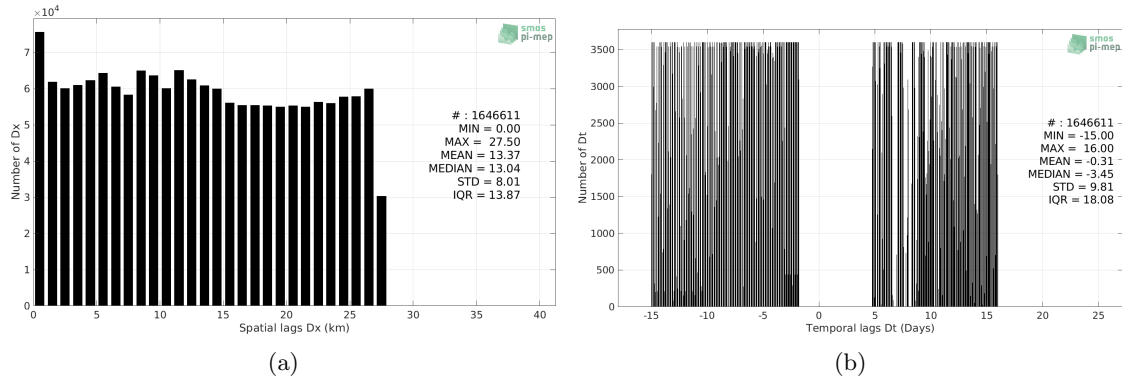 ×10⁴
smos
pi-mep
7
6
5
4
3
2
1
0
Number of Dx
# : 1646611
MIN = 0.00
MAX = 27.50
MEAN = 13.37
MEDIAN = 13.04
STD = 8.01
IQR = 13.87
0 5 10 15 20 25 30 35 40
Spatial lags Dx (km)
(a)
smos
pi-mep
3500
3000
2500
2000
1500
1000
500
0
Number of Dt
# : 1646611
MIN = -15.00
MAX = 16.00
MEAN = -0.31
MEDIAN = -3.45
STD = 9.81
IQR = 18.08
-15 -10 -5 0 5 10 15 20 25
Temporal lags Dt (Days)
(b)